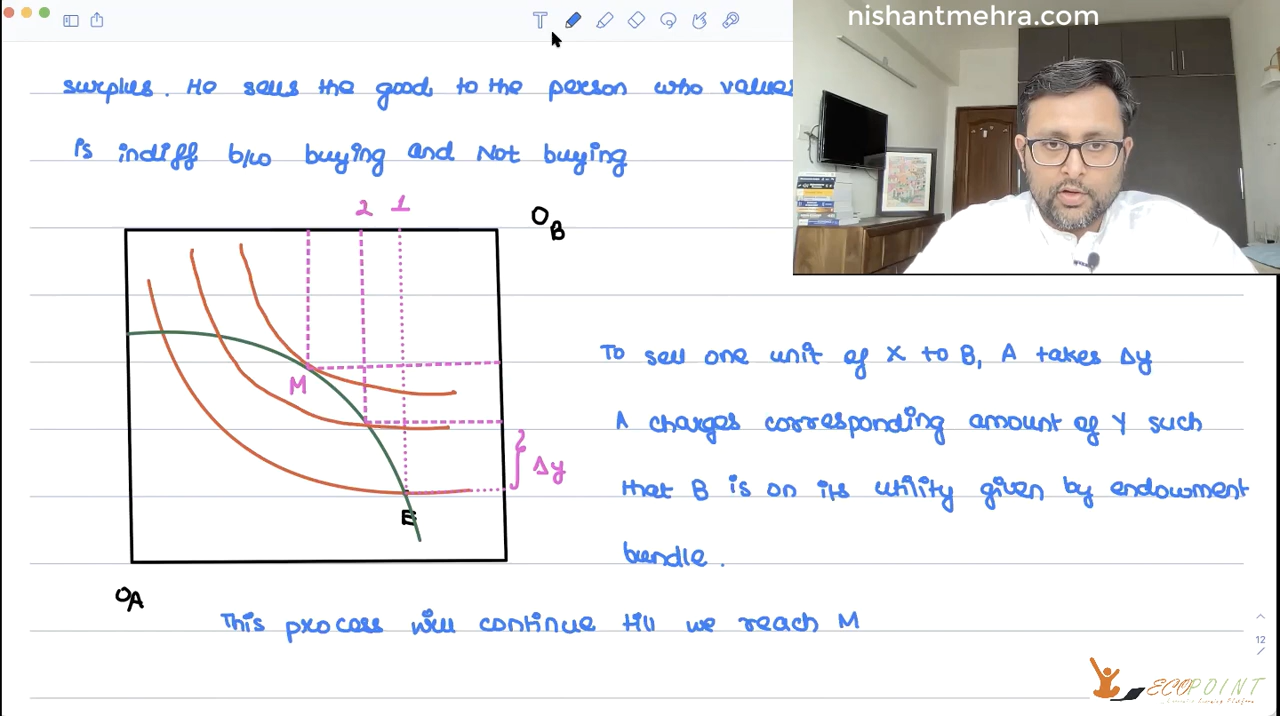 nishantmehra.com
surplus. He sells the good to the person who values
is indiff b/w buying and Not buying
2 1
OB
M
Δy
E
OA
To sell one unit of X to B, A takes Δy
A charges corresponding amount of Y such
that B is on its utility given by endowment
bundle.
This process will continue till we reach M
12
ECOPOINT